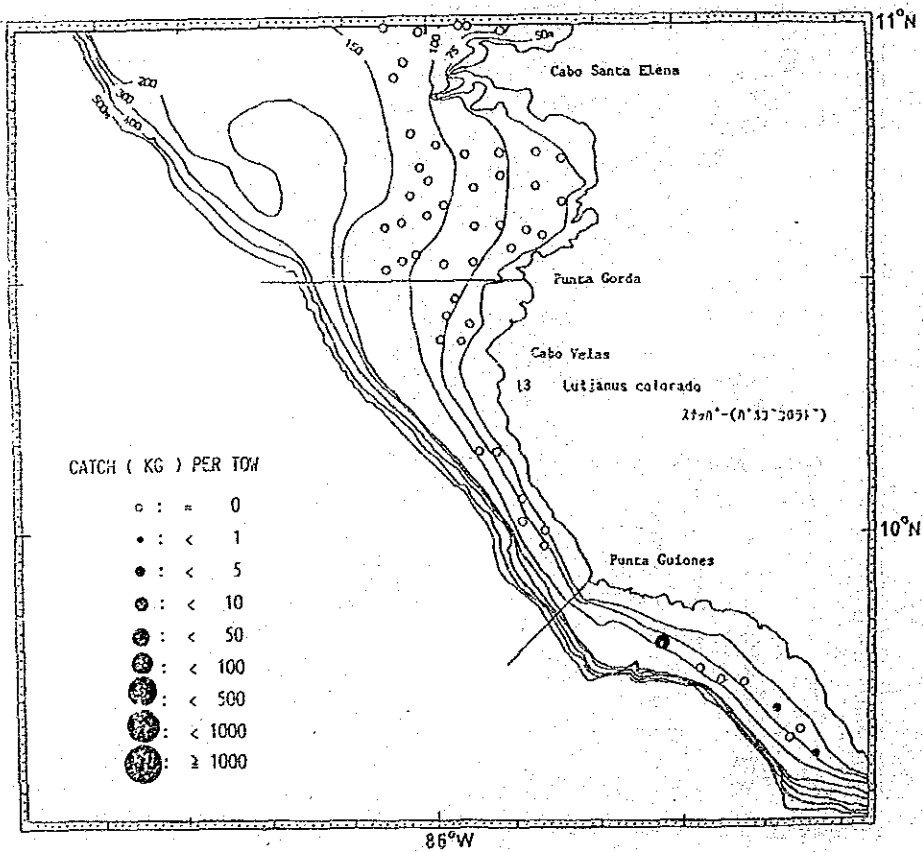 11°N
50m
75
100
150
200
300
400
500m
Cabo Santa Elena
Punta Gorda
Cabo Velas
13 Lutjanus colorado
CATCH ( KG ) PER TOW
○ : = 0
• : < 1
● : < 5
● : < 10
● : < 50
● : < 100
● : < 500
● : < 1000
● : ≥ 1000
10°N
Punta Guiones
86°W